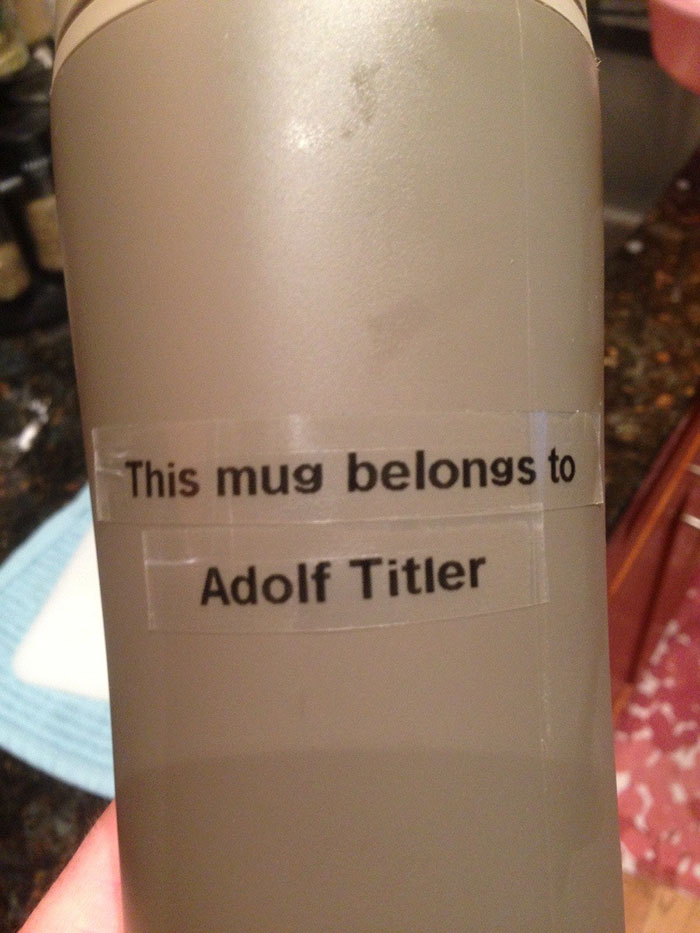 This mug belongs to
Adolf Titler